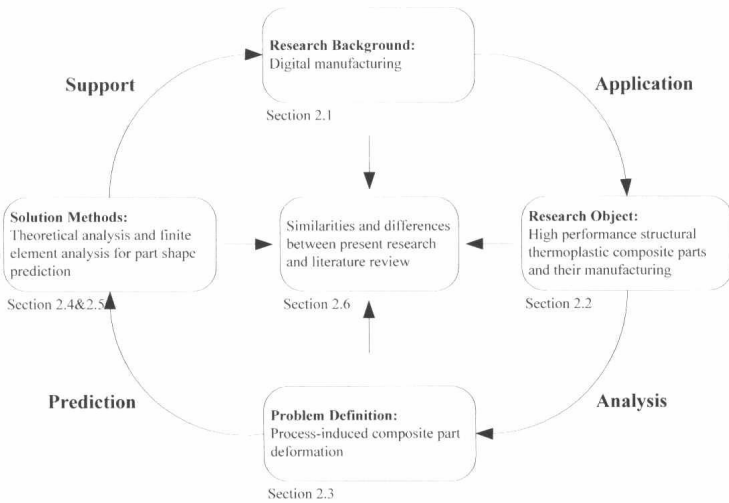 Research Background:
Digital manufacturing
Support
Application
Section 2.1
Solution Methods:
Theoretical analysis and finite
element analysis for part shape
prediction
Similarities and differences
between present research
and literature review
Research Object:
High performance structural
thermoplastic composite parts
and their manufacturing
Section 2.4&2.5
Section 2.6
Section 2.2
Prediction
Analysis
Problem Definition:
Process-induced composite part
deformation
Section 2.3